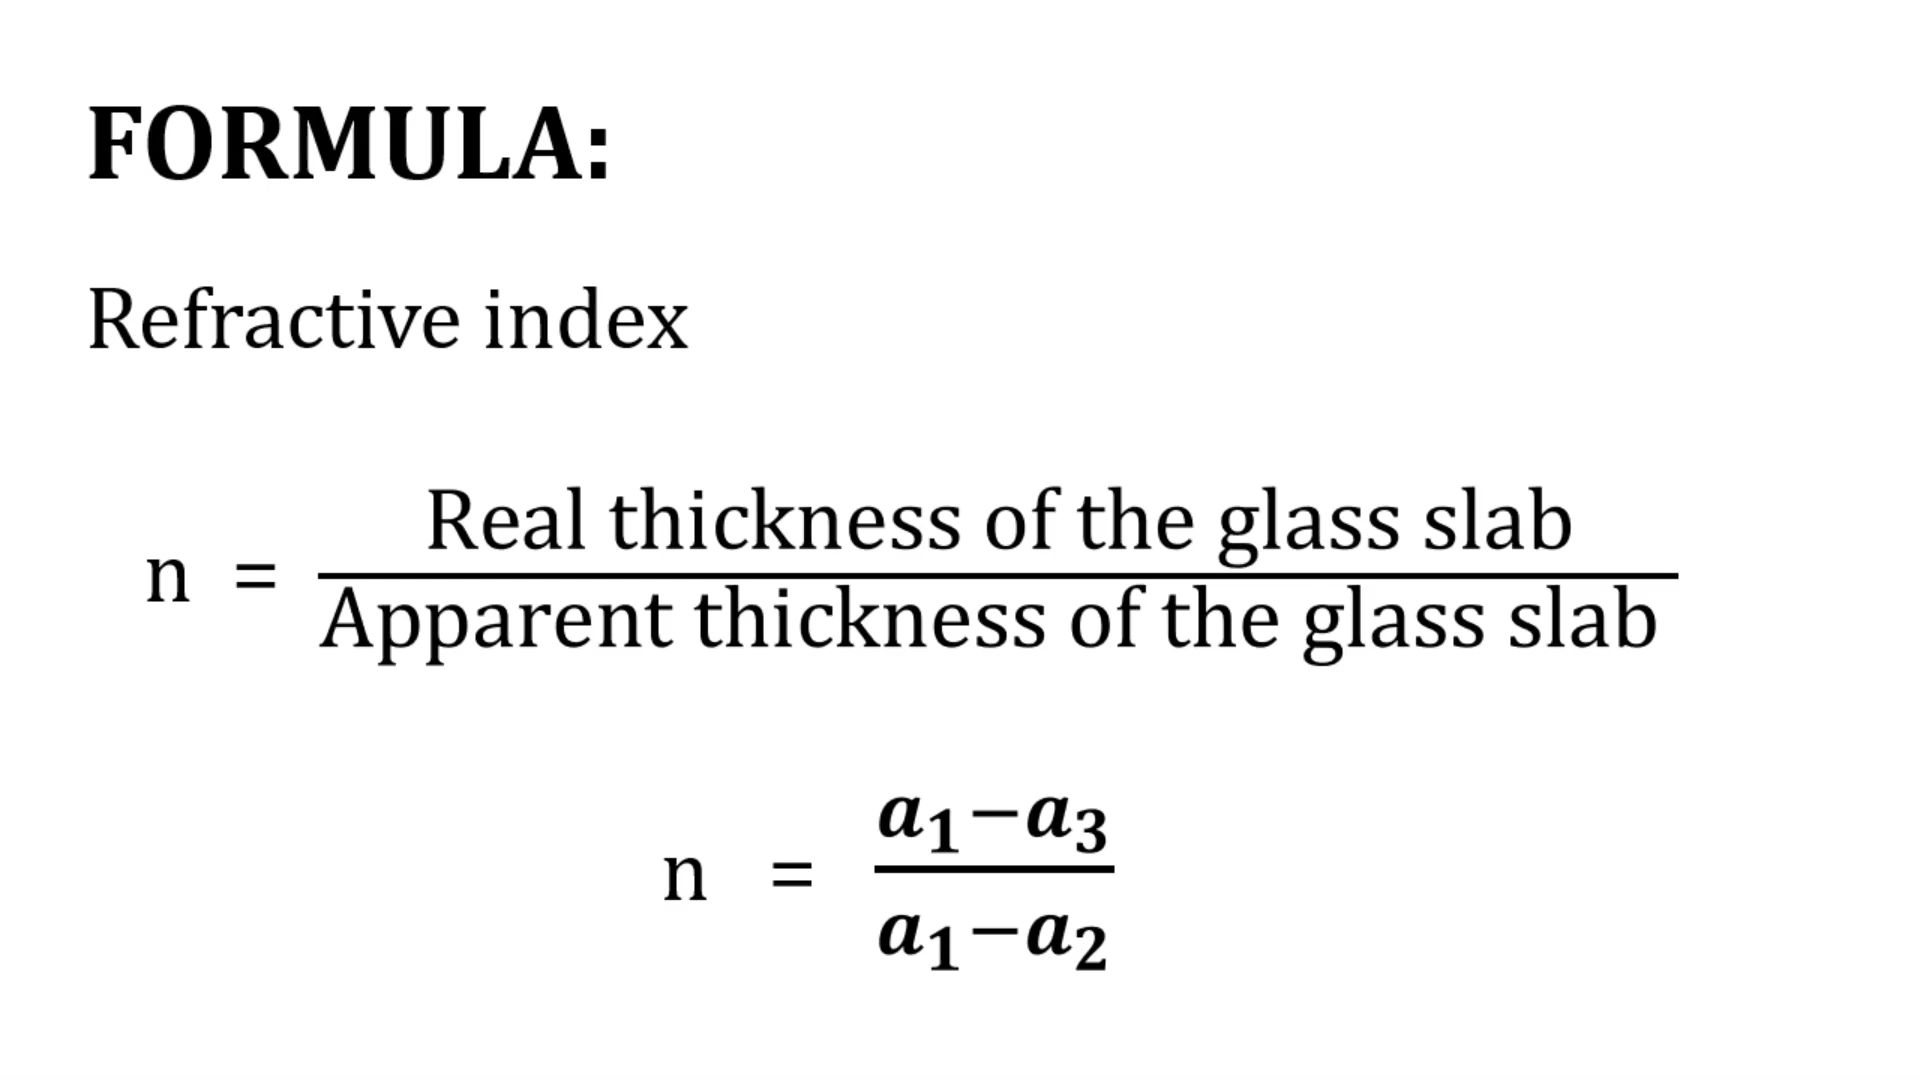 FORMULA:
Refractive index
n = Real thickness of the glass slab
Apparent thickness of the glass slab
n = a₁−a₃
a₁−a₂